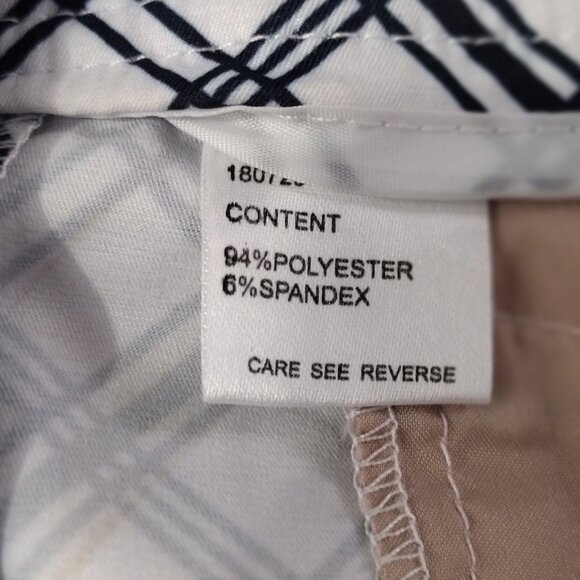 CONTENT
94%POLYESTER
6%SPANDEX
CARE SEE REVERSE